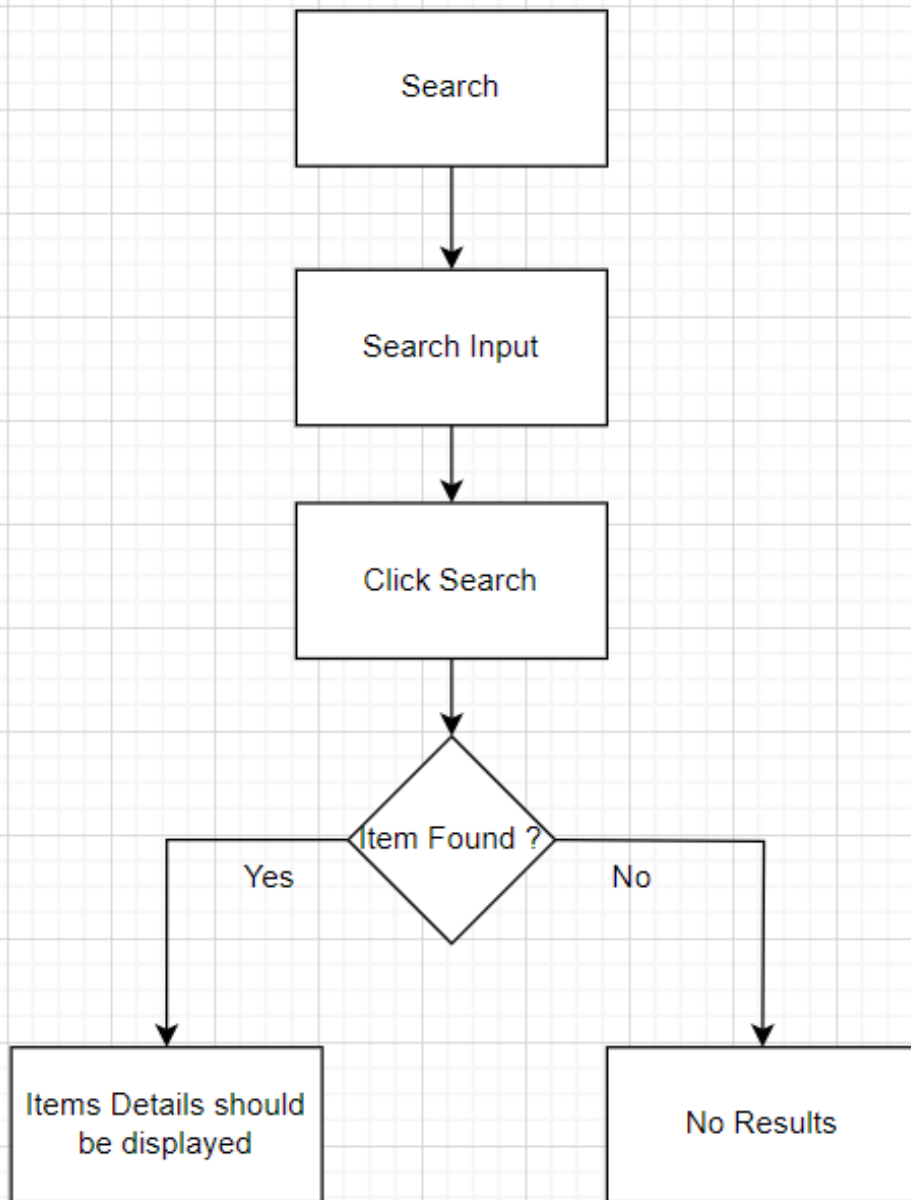 Search
Search Input
Click Search
Item Found ?
Yes
No
Items Details should
be displayed
No Results